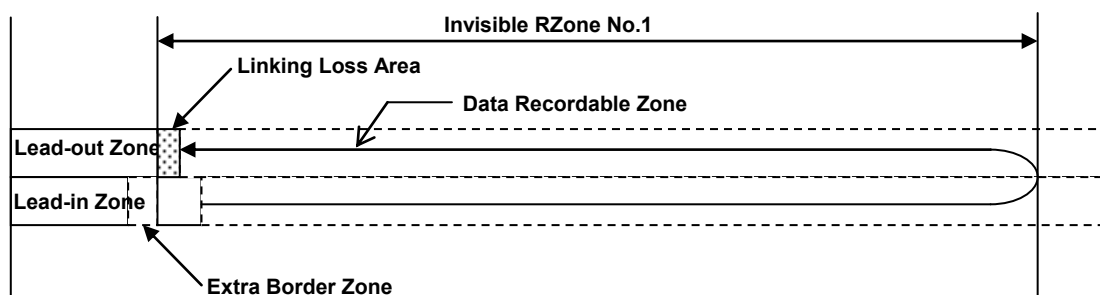 Invisible RZone No.1
Linking Loss Area
Data Recordable Zone
Lead-out Zone
Lead-in Zone
Extra Border Zone